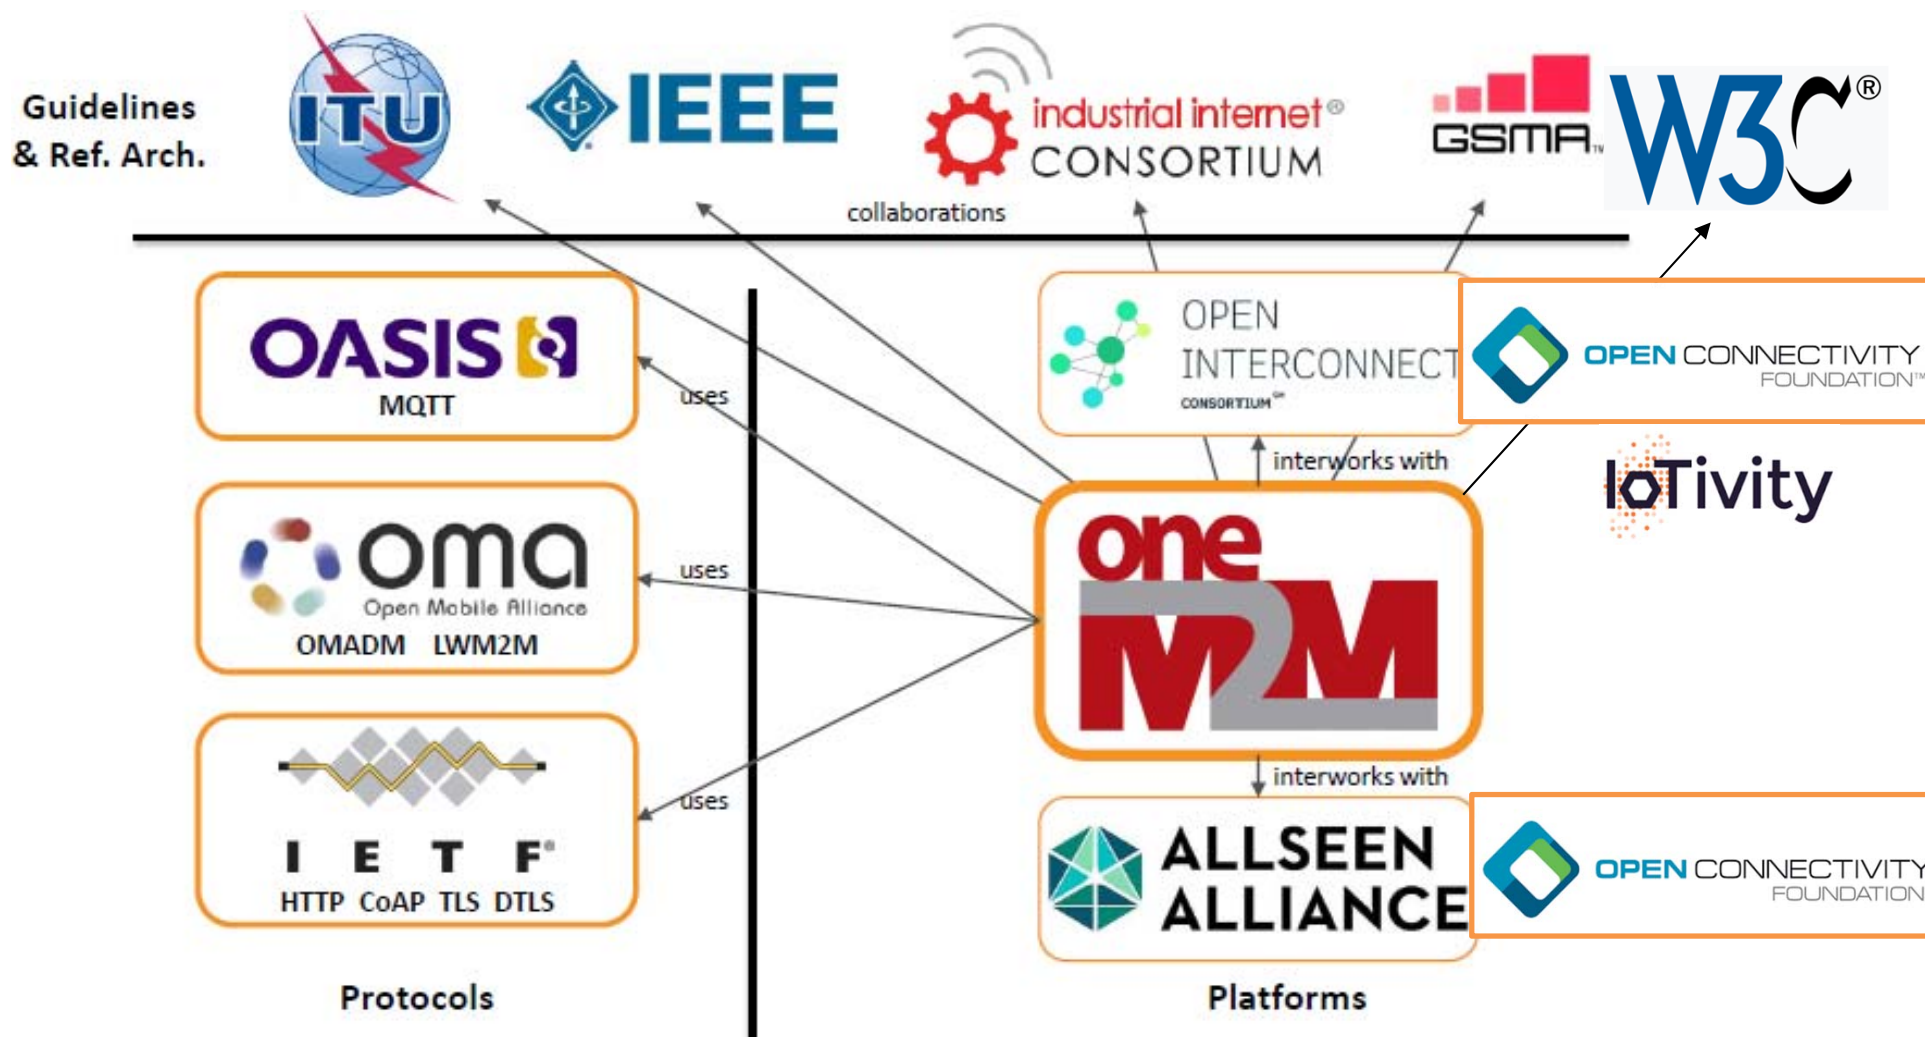 Guidelines
& Ref. Arch.
ITU
IEEE
industrial internet®
CONSORTIUM
GSMA™
W3C®
collaborations
OASIS
MQTT
uses
OPEN
INTERCONNECT
CONSORTIUM℠
OPEN CONNECTIVITY
FOUNDATION™
interworks with
IoTivity
oma
Open Mobile Alliance
OMADM LWM2M
uses
one
M2M
interworks with
IETF®
HTTP CoAP TLS DTLS
uses
ALLSEEN
ALLIANCE
OPEN CONNECTIVITY
FOUNDATION
Protocols
Platforms